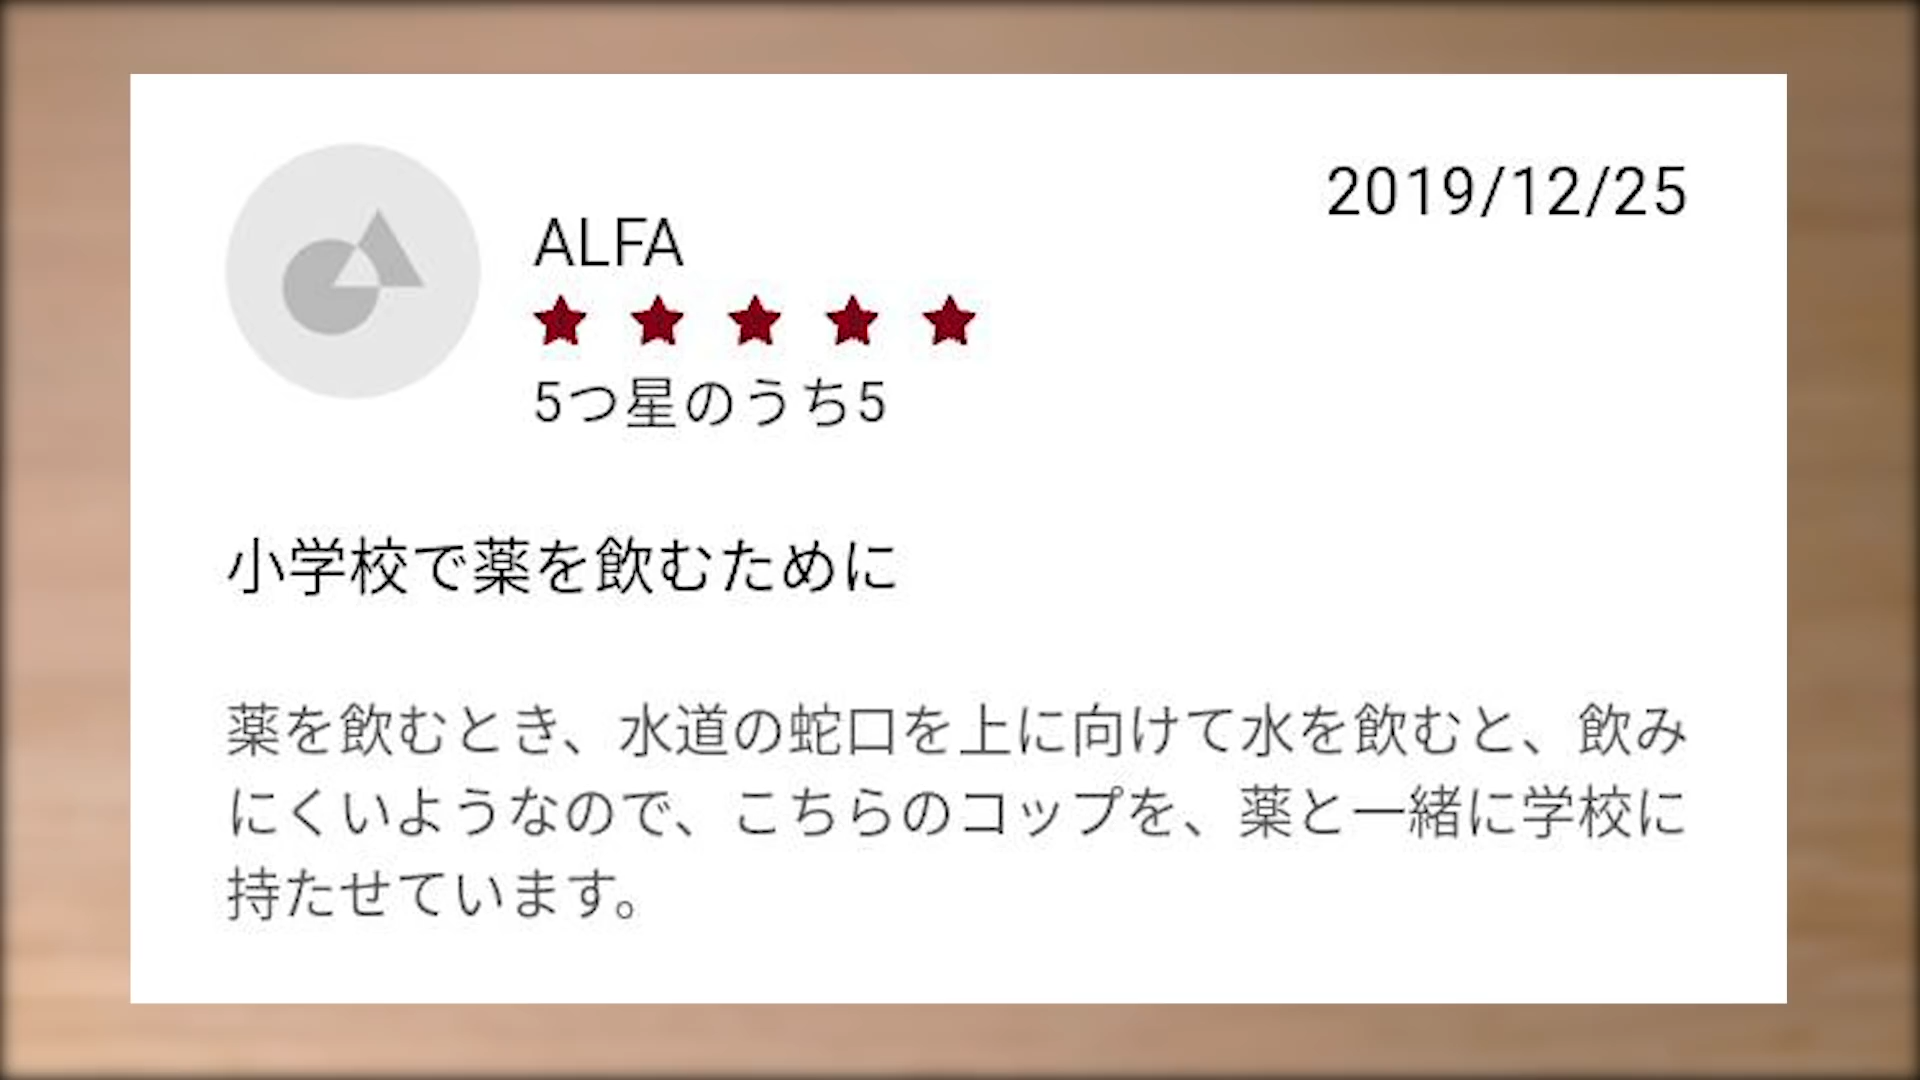 2019/12/25
ALFA
5つ星のうち5
小学校で薬を飲むために
薬を飲むとき、水道の蛇口を上に向けて水を飲むと、飲み
にくいようなので、こちらのコップを、薬と一緒に学校に
持たせています。